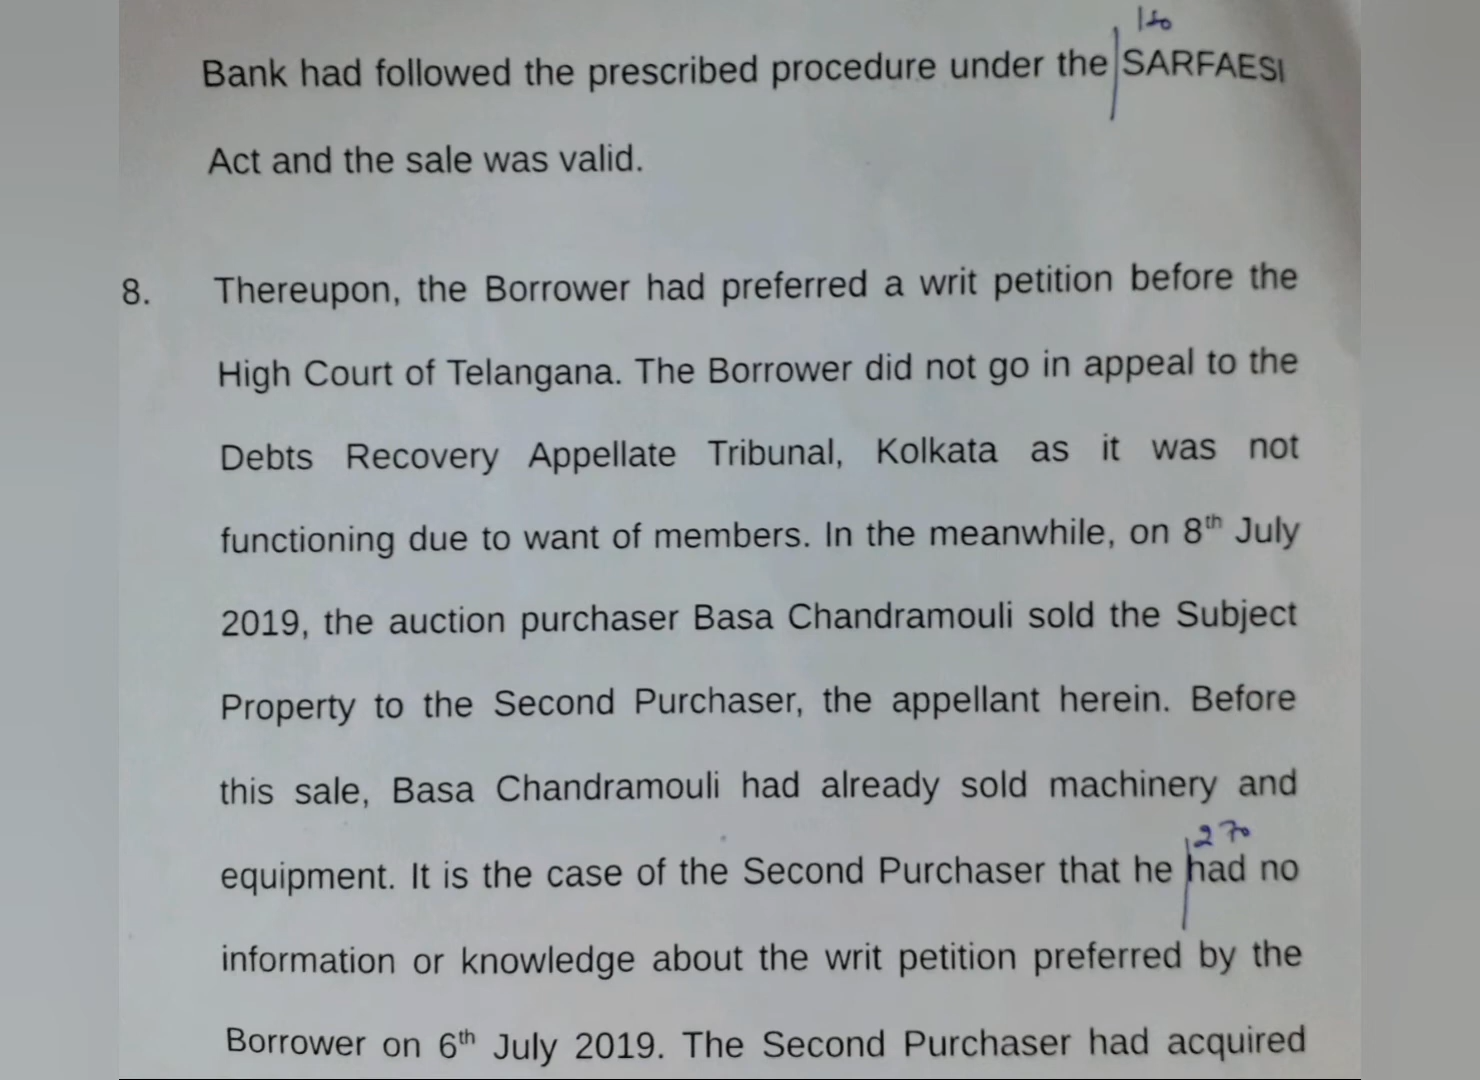 180
Bank had followed the prescribed procedure under the SARFAESI
Act and the sale was valid.
8. Thereupon, the Borrower had preferred a writ petition before the
High Court of Telangana. The Borrower did not go in appeal to the
Debts Recovery Appellate Tribunal, Kolkata as it was not
functioning due to want of members. In the meanwhile, on 8th July
2019, the auction purchaser Basa Chandramouli sold the Subject
Property to the Second Purchaser, the appellant herein. Before
this sale, Basa Chandramouli had already sold machinery and
270
equipment. It is the case of the Second Purchaser that he had no
information or knowledge about the writ petition preferred by the
Borrower on 6th July 2019. The Second Purchaser had acquired